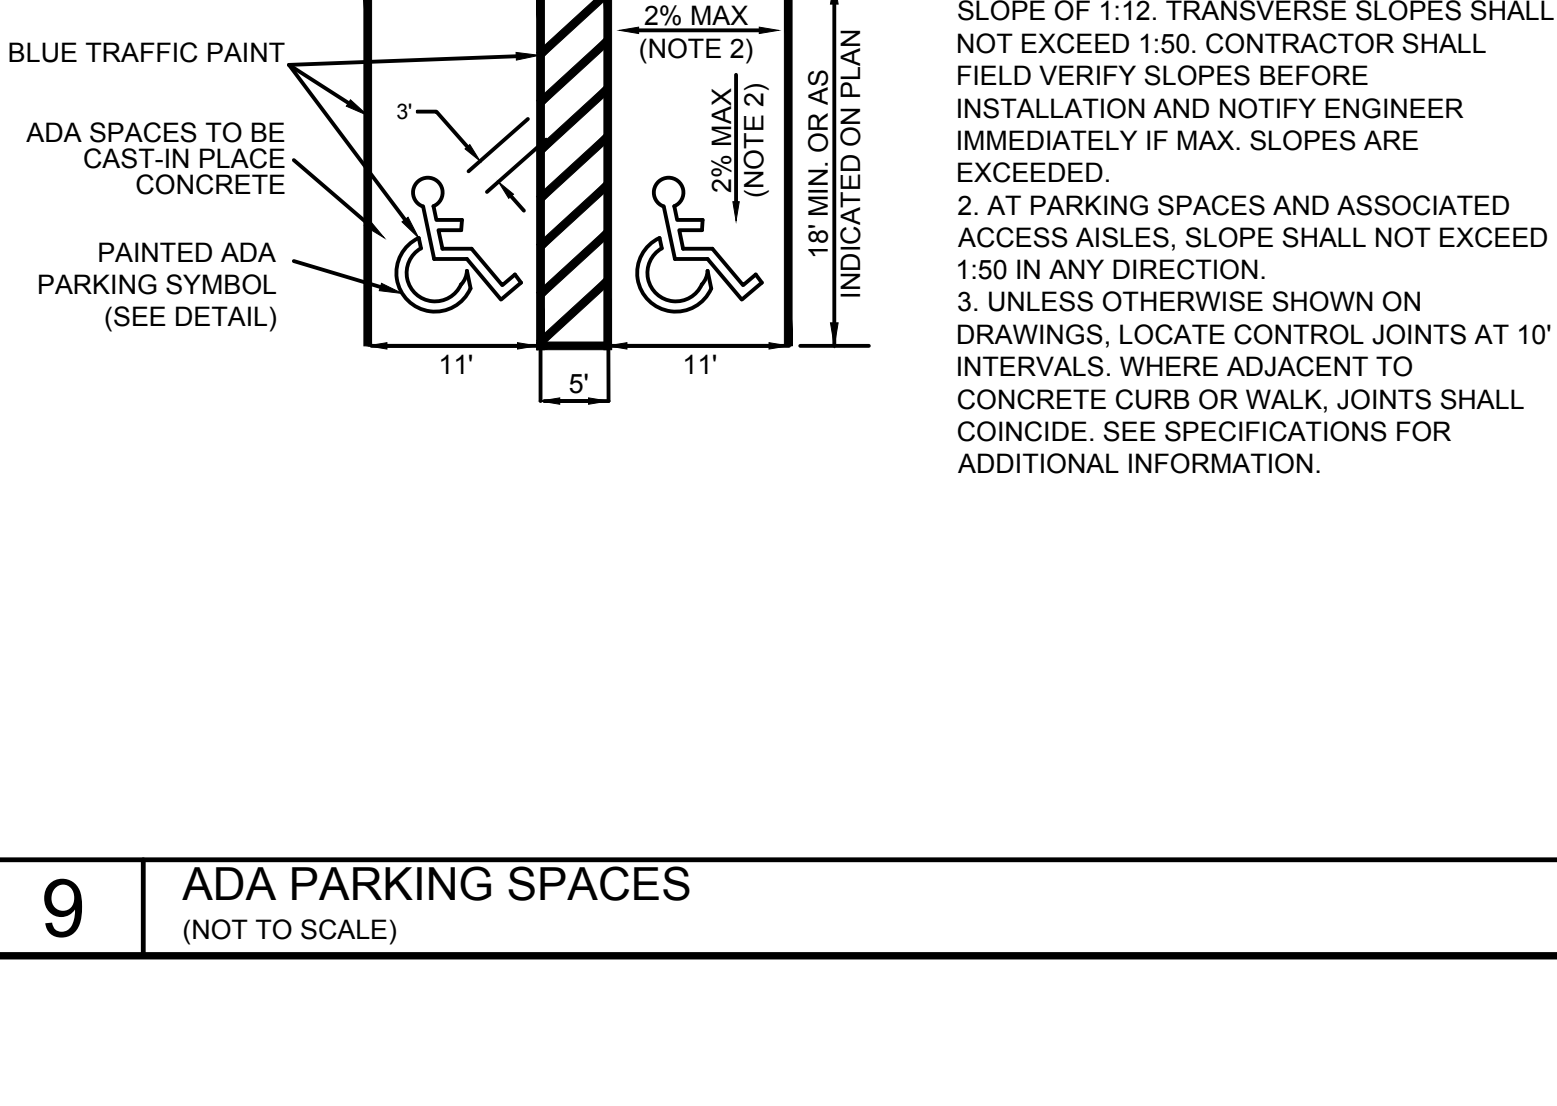 BLUE TRAFFIC PAINT
ADA SPACES TO BE
CAST-IN PLACE
CONCRETE
PAINTED ADA
PARKING SYMBOL
(SEE DETAIL)
3'
2% MAX
(NOTE 2)
2% MAX
(NOTE 2)
18' MIN. OR AS
INDICATED ON PLAN
11'
5'
11'
SLOPE OF 1:12. TRANSVERSE SLOPES SHALL
NOT EXCEED 1:50. CONTRACTOR SHALL
FIELD VERIFY SLOPES BEFORE
INSTALLATION AND NOTIFY ENGINEER
IMMEDIATELY IF MAX. SLOPES ARE
EXCEEDED.
2. AT PARKING SPACES AND ASSOCIATED
ACCESS AISLES, SLOPE SHALL NOT EXCEED
1:50 IN ANY DIRECTION.
3. UNLESS OTHERWISE SHOWN ON
DRAWINGS, LOCATE CONTROL JOINTS AT 10'
INTERVALS. WHERE ADJACENT TO
CONCRETE CURB OR WALK, JOINTS SHALL
COINCIDE. SEE SPECIFICATIONS FOR
ADDITIONAL INFORMATION.
9
ADA PARKING SPACES
(NOT TO SCALE)